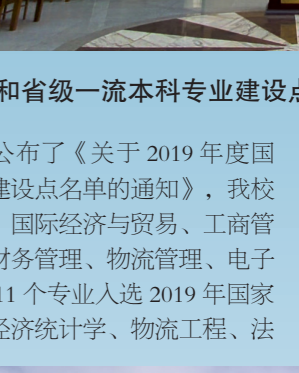 和省级一流本科专业建设点
公布了《关于 2019 年度国
建设点名单的通知》，我校
国际经济与贸易、工商管
财务管理、物流管理、电子
11 个专业入选 2019 年国家
经济统计学、物流工程、法